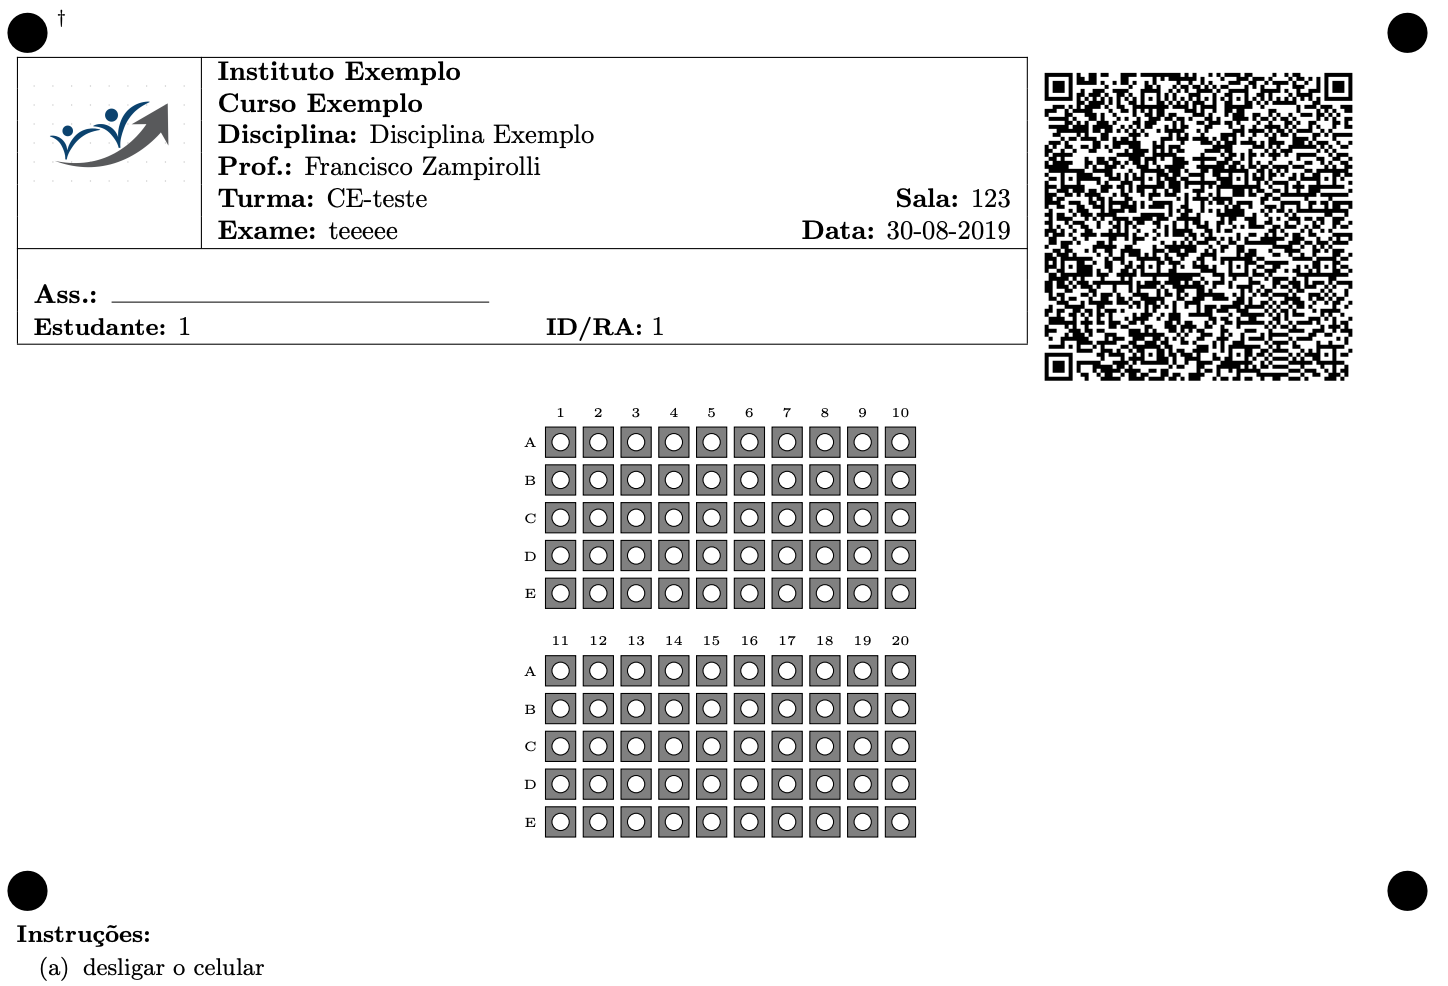 †
Instituto Exemplo
Curso Exemplo
Disciplina: Disciplina Exemplo
Prof.: Francisco Zampirolli
Turma: CE-teste Sala: 123
Exame: teeeee Data: 30-08-2019
Ass.:
Estudante: 1 ID/RA: 1
1 2 3 4 5 6 7 8 9 10
A
B
C
D
E
11 12 13 14 15 16 17 18 19 20
A
B
C
D
E
Instruções:
(a) desligar o celular